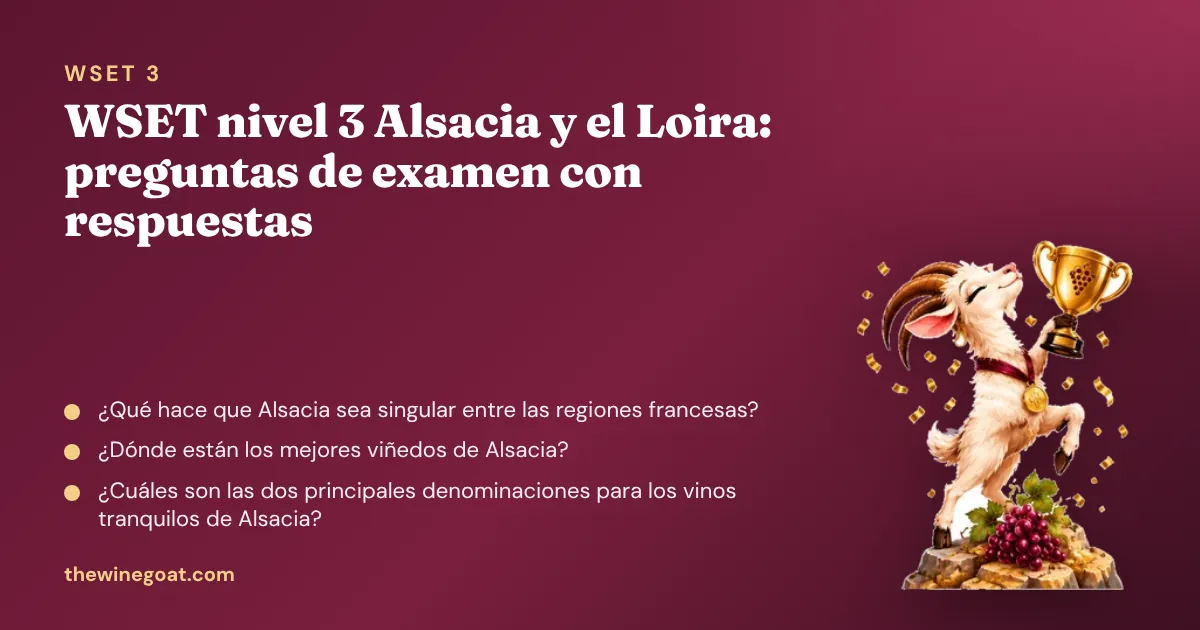 WSET 3
WSET nivel 3 Alsacia y el Loira:
preguntas de examen con
respuestas
¿Qué hace que Alsacia sea singular entre las regiones francesas?
¿Dónde están los mejores viñedos de Alsacia?
¿Cuáles son las dos principales denominaciones para los vinos
tranquilos de Alsacia?
thewinegoat.com